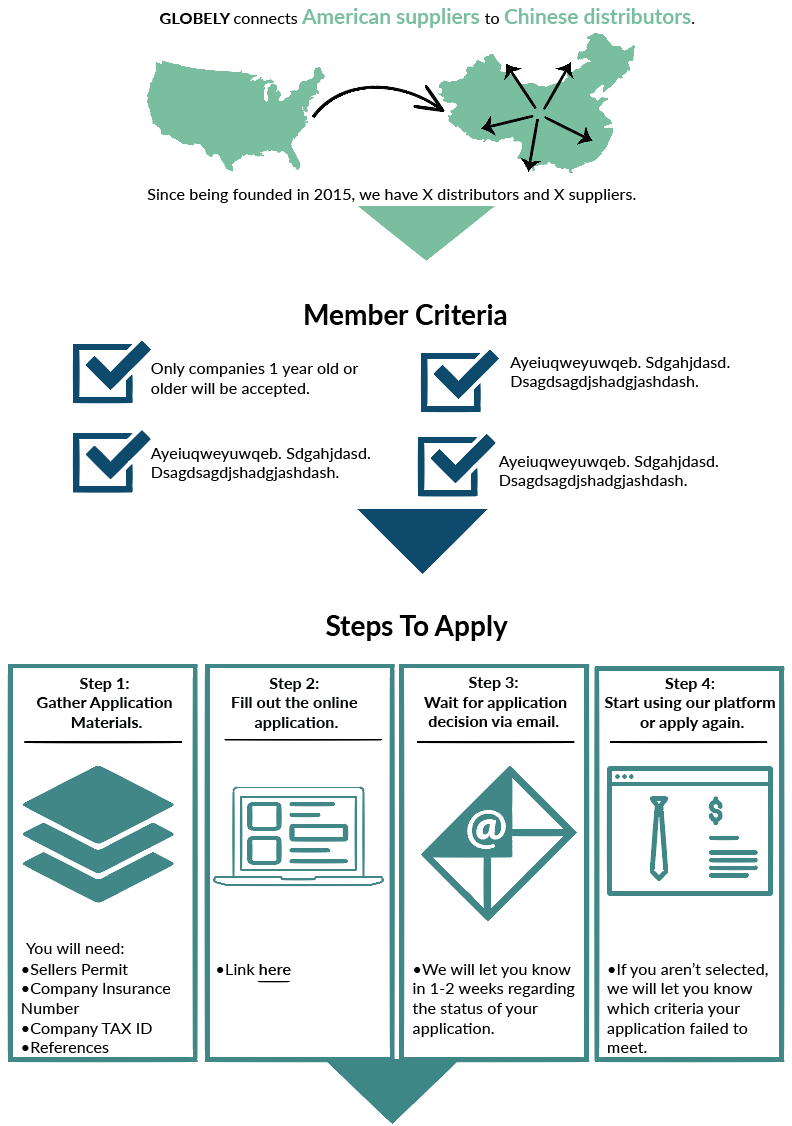 GLOBELY connects American suppliers to Chinese distributors.
Since being founded in 2015, we have X distributors and X suppliers.
Member Criteria
Only companies 1 year old or
older will be accepted.
Ayeiuqweyuwqeb. Sdgahjdasd.
Dsagdsagdjshadgjashdash.
Ayeiuqweyuwqeb. Sdgahjdasd.
Dsagdsagdjshadgjashdash.
Ayeiuqweyuwqeb. Sdgahjdasd.
Dsagdsagdjshadgjashdash.
Steps To Apply
Step 1:
Gather Application
Materials.
You will need:
•Sellers Permit
•Company Insurance
Number
•Company TAX ID
•References
Step 2:
Fill out the online
application.
•Link here
Step 3:
Wait for application
decision via email.
@
•We will let you know
in 1-2 weeks regarding
the status of your
application.
Step 4:
Start using our platform
or apply again.
$
•If you aren’t selected,
we will let you know
which criteria your
application failed to
meet.